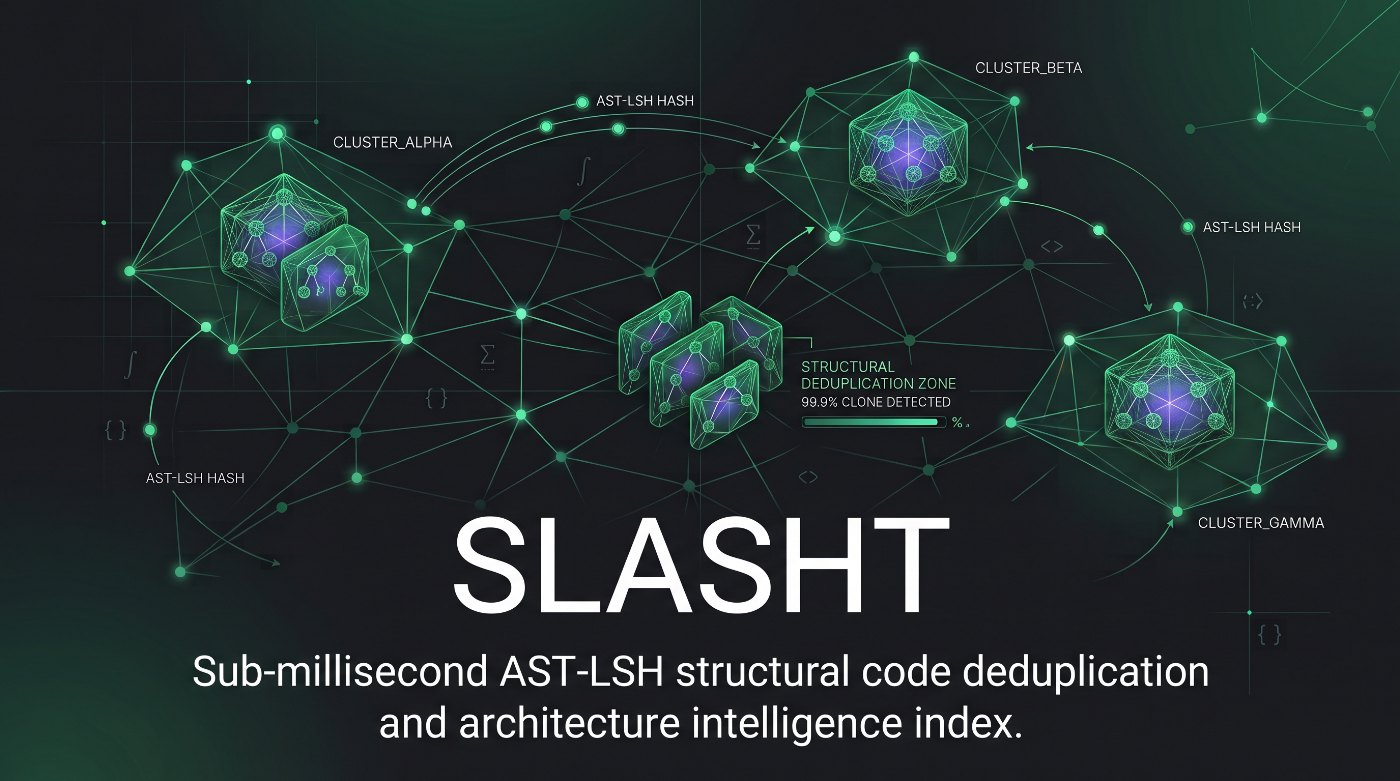 CLUSTER_BETA
AST-LSH HASH
CLUSTER_ALPHA
∫
AST-LSH HASH
Σ
<>
∫
Σ
STRUCTURAL
DEDUPLICATION ZONE
99.9% CLONE DETECTED
%
{ }
{ }
AST-LSH HASH
<>
CLUSTER_GAMMA
SLASHT
{ }
Sub-millisecond AST-LSH structural code deduplication
and architecture intelligence index.